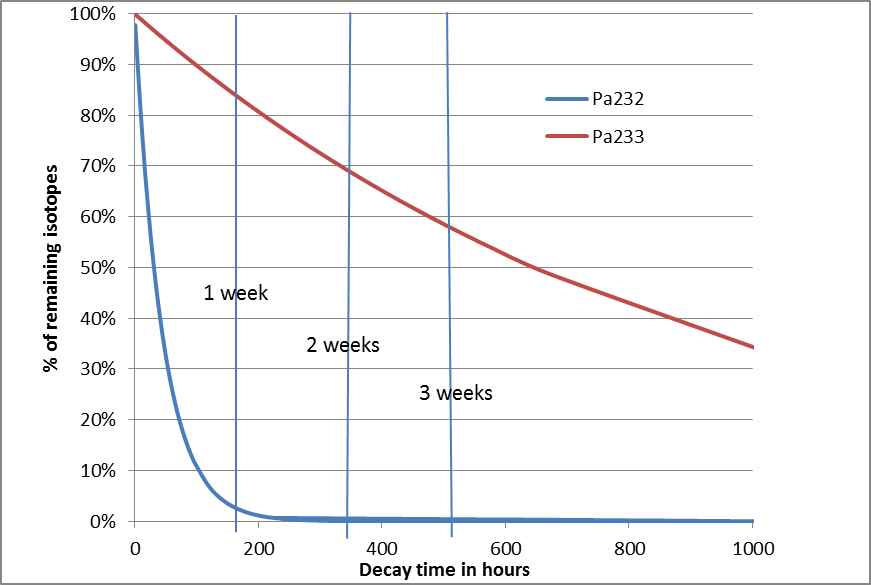 100%
90%
80%
70%
60%
50%
40%
30%
20%
10%
0%
% of remaining isotopes
Pa232
Pa233
1 week
2 weeks
3 weeks
0 200 400 600 800 1000
Decay time in hours